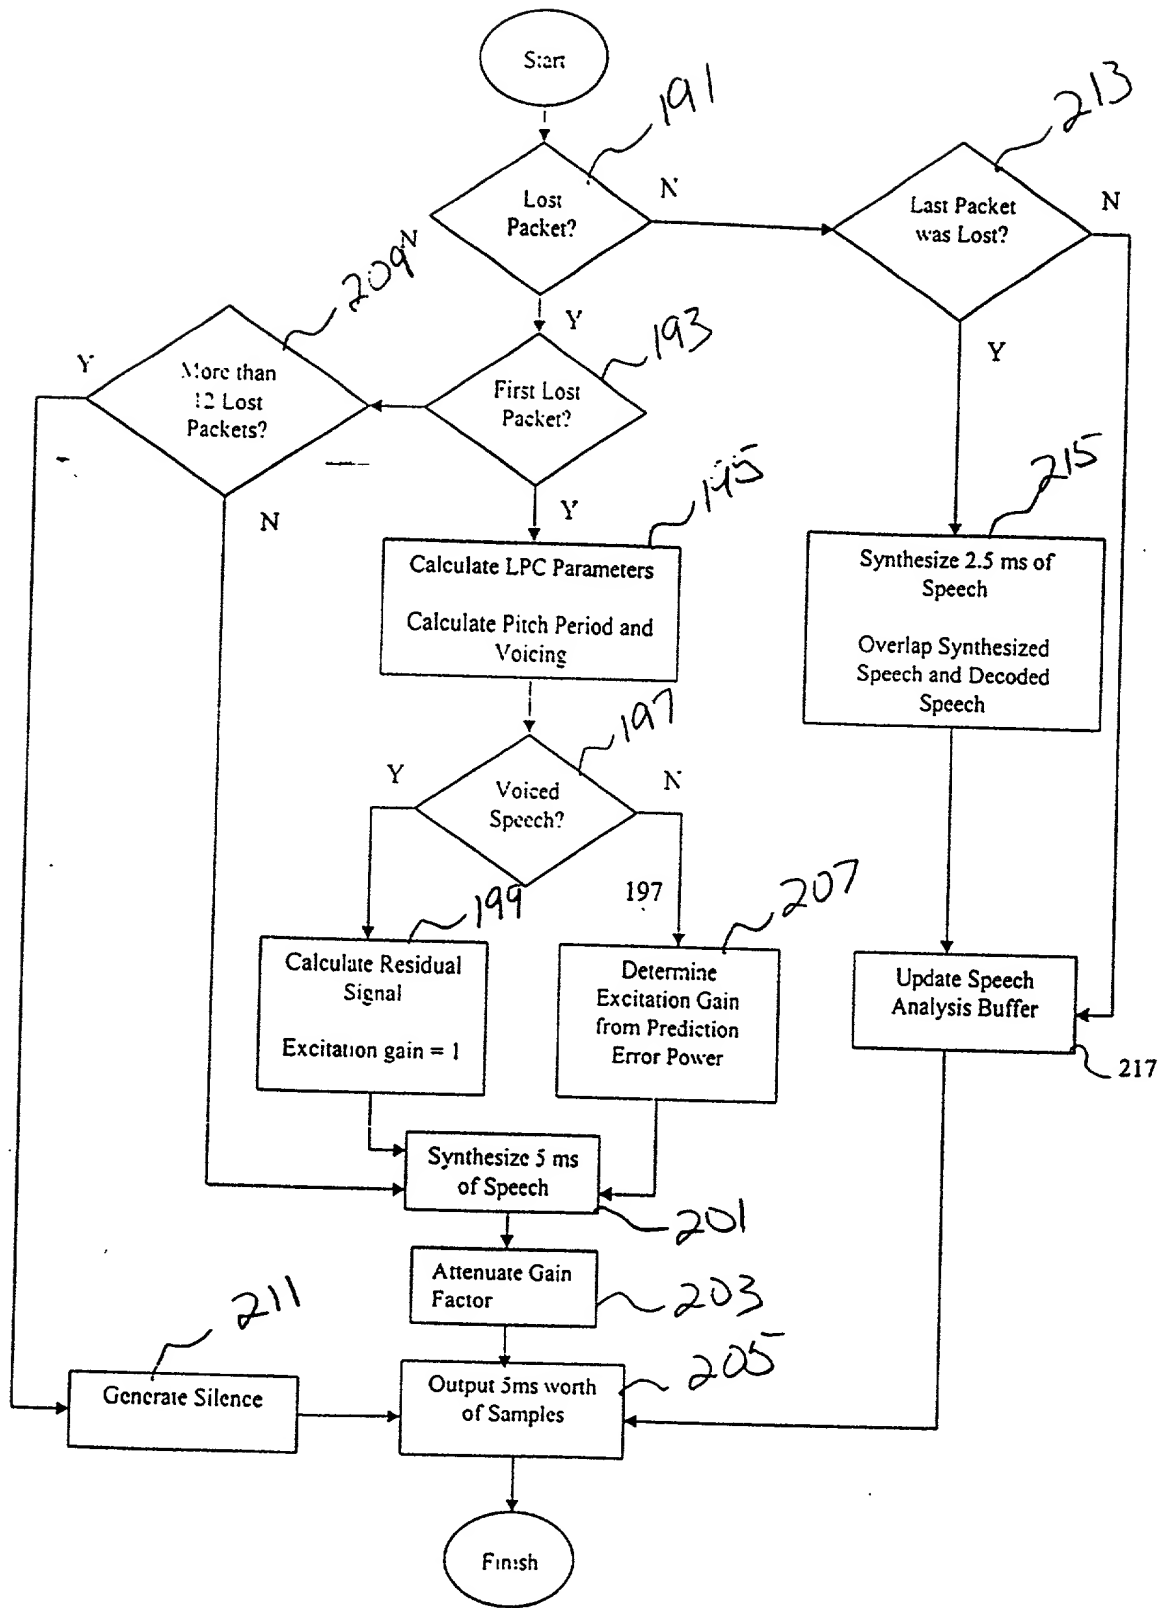 Start
191
213
Lost
Packet?
N
Last Packet
was Lost?
N
209
N
Y
193
Y
Y
More than
12 Lost
Packets?
First Lost
Packet?
N
Y
195
215
Calculate LPC Parameters
Calculate Pitch Period and
Voicing
Synthesize 2.5 ms of
Speech
Overlap Synthesized
Speech and Decoded
Speech
197
Y
Voiced
Speech?
N
199
197
207
Calculate Residual
Signal
Excitation gain = 1
Determine
Excitation Gain
from Prediction
Error Power
Update Speech
Analysis Buffer
217
Synthesize 5 ms
of Speech
201
Attenuate Gain
Factor
203
211
205
Generate Silence
Output 5ms worth
of Samples
Finish